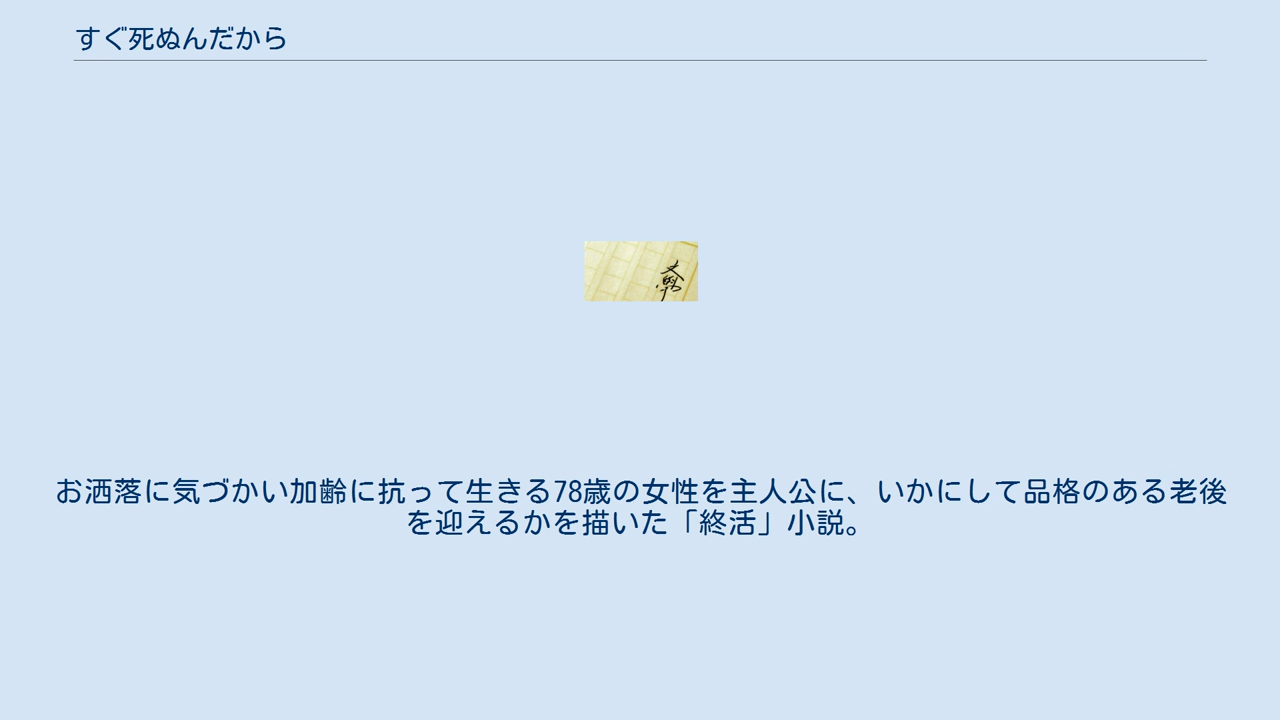 すぐ死ぬんだから
お洒落に気づかい加齢に抗って生きる78歳の女性を主人公に、いかにして品格のある老後
を迎えるかを描いた「終活」小説。